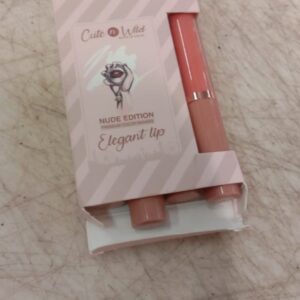 Cute n Wild
NUDE EDITION
Elegant lip